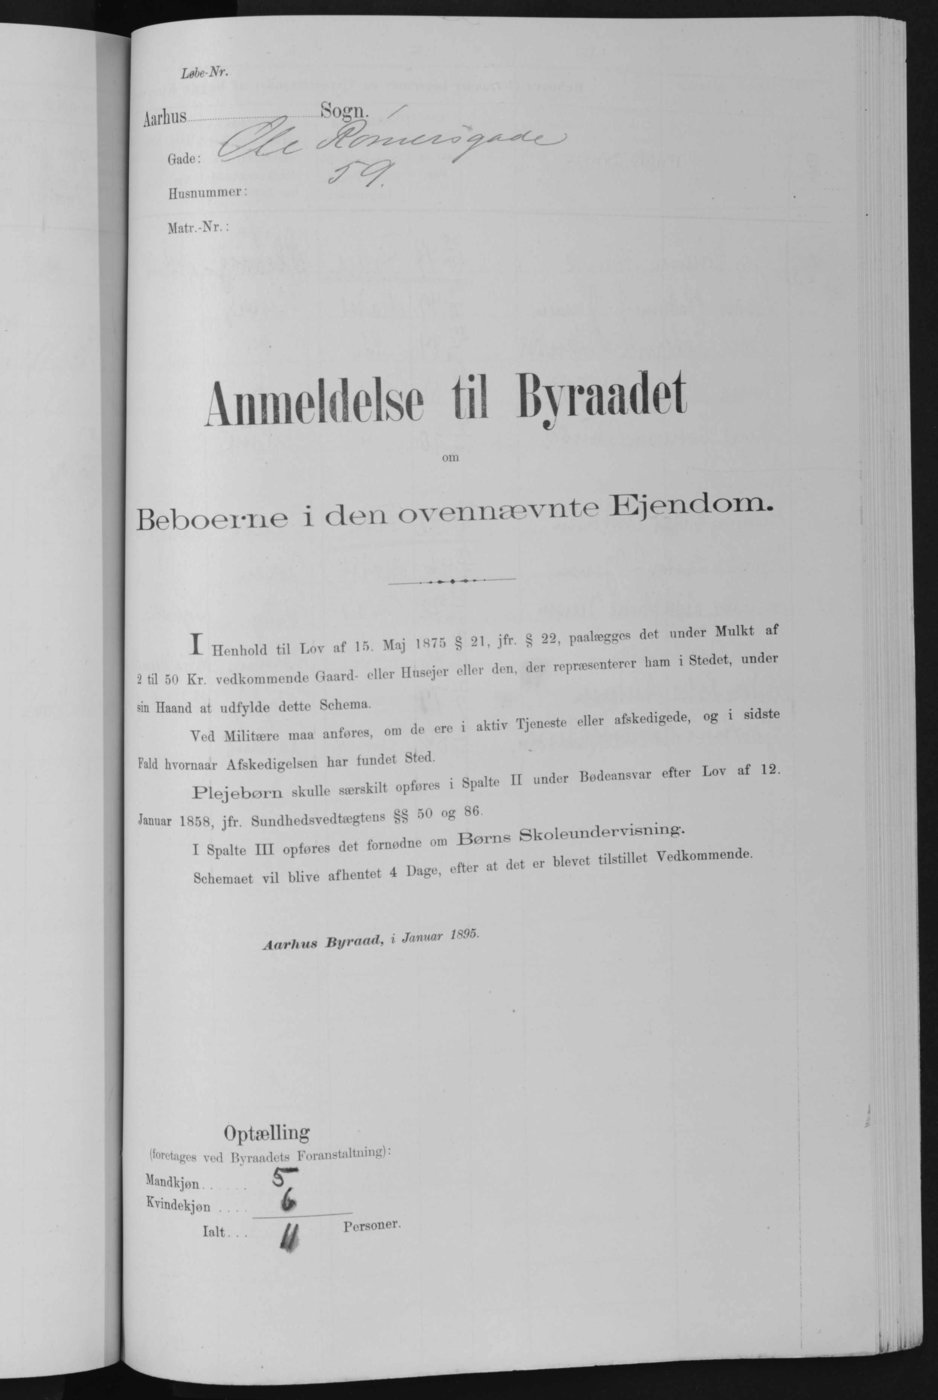 Løbe-Nr.
Aarhus Sogn.
Gade: Ole Rømersgade
Husnummer: 59.
Matr.-Nr.:
Anmeldelse til Byraadet
om
Beboerne i den ovennævnte Ejendom.
I Henhold til Lov af 15. Maj 1875 § 21, jfr. § 22, paalægges det under Mulkt af
2 til 50 Kr. vedkommende Gaard- eller Husejer eller den, der repræsenterer ham i Stedet, under
sin Haand at udfylde dette Schema.
Ved Militære maa anføres, om de ere i aktiv Tjeneste eller afskedigede, og i sidste
Fald hvornaar Afskedigelsen har fundet Sted.
Plejebørn skulle særskilt opføres i Spalte II under Bødeansvar efter Lov af 12.
Januar 1858, jfr. Sundhedsvedtægtens §§ 50 og 86.
I Spalte III opføres det fornødne om Børns Skoleundervisning.
Schemaet vil blive afhentet 4 Dage, efter at det er blevet tilstillet Vedkommende.
Aarhus Byraad, i Januar 1895.
Optælling
(foretages ved Byraadets Foranstaltning):
Mandkjøn...... 5
Kvindekjøn .... 6
Ialt... 11 Personer.